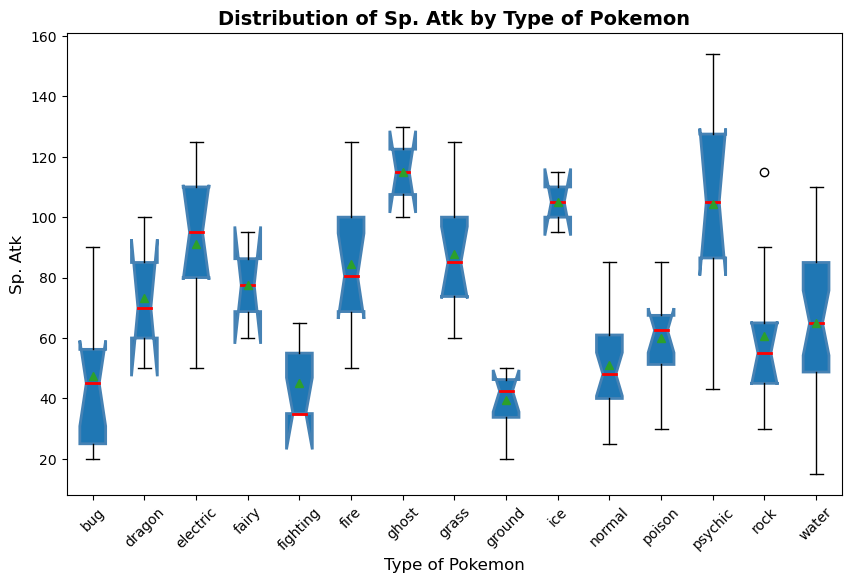 Distribution of Sp. Atk by Type of Pokemon
160
140
120
100
80
60
40
20
Sp. Atk
bug
dragon
electric
fairy
fighting
fire
ghost
grass
ground
ice
normal
poison
psychic
rock
water
Type of Pokemon